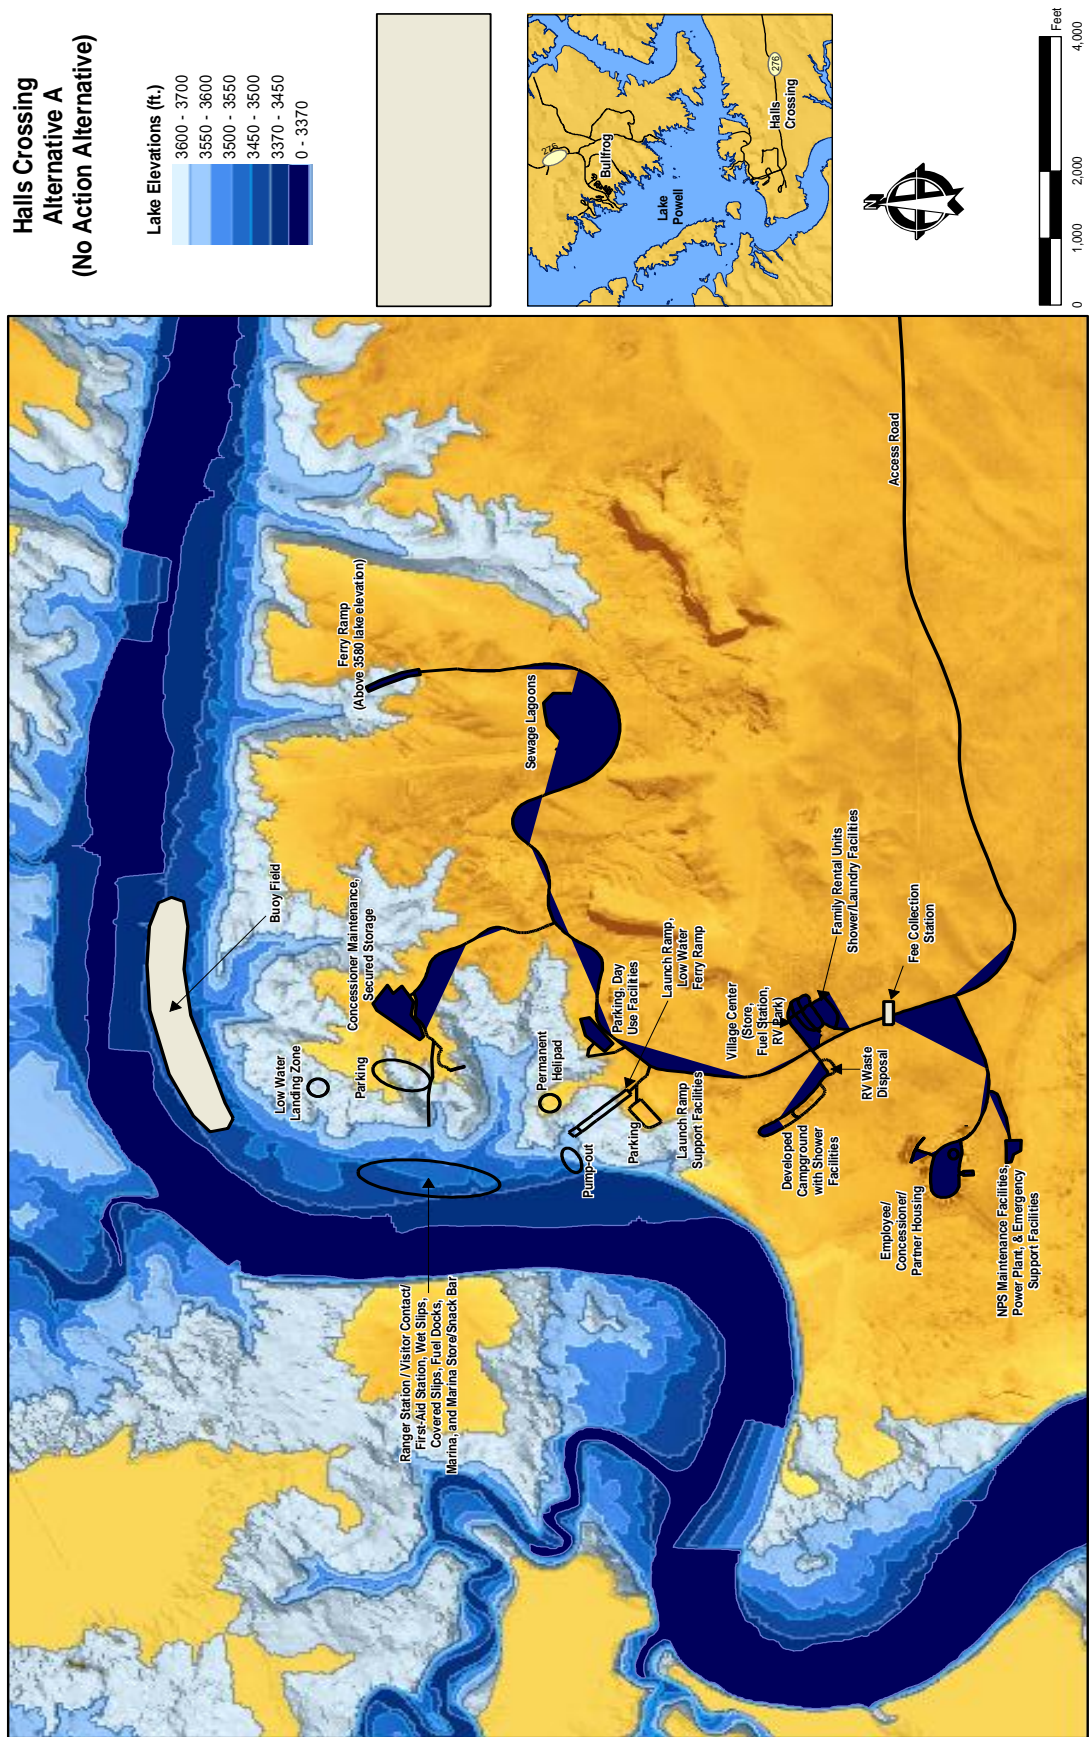 Halls Crossing
Alternative A
(No Action Alternative)
Lake Elevations (ft.)
3600 - 3700
3550 - 3600
3500 - 3550
3450 - 3500
3370 - 3450
0 - 3370
276
Bullfrog
Lake
Powell
276
Halls
Crossing
N
0
1,000
2,000
4,000
Feet
Ferry Ramp
(Above 3580 lake elevation)
Sewage Lagoons
Access Road
Buoy Field
Concessioner Maintenance,
Secured Storage
Low Water
Landing Zone
Parking
Permanent
Helipad
Parking, Day
Use Facilities
Launch Ramp,
Low Water
Ferry Ramp
Pump-out
Parking
Launch Ramp
Support Facilities
Village Center
(Store,
Fuel Station,
RV Park)
Family Rental Units
Shower/Laundry Facilities
Fee Collection
Station
RV Waste
Disposal
Developed
Campground
with Shower
Facilities
Employee/
Concessioner/
Partner Housing
NPS Maintenance Facilities,
Power Plant, & Emergency
Support Facilities
Ranger Station / Visitor Contact/
First-Aid Station, Wet Slips,
Covered Slips, Fuel Docks,
Marina, and Marina Store/Snack Bar